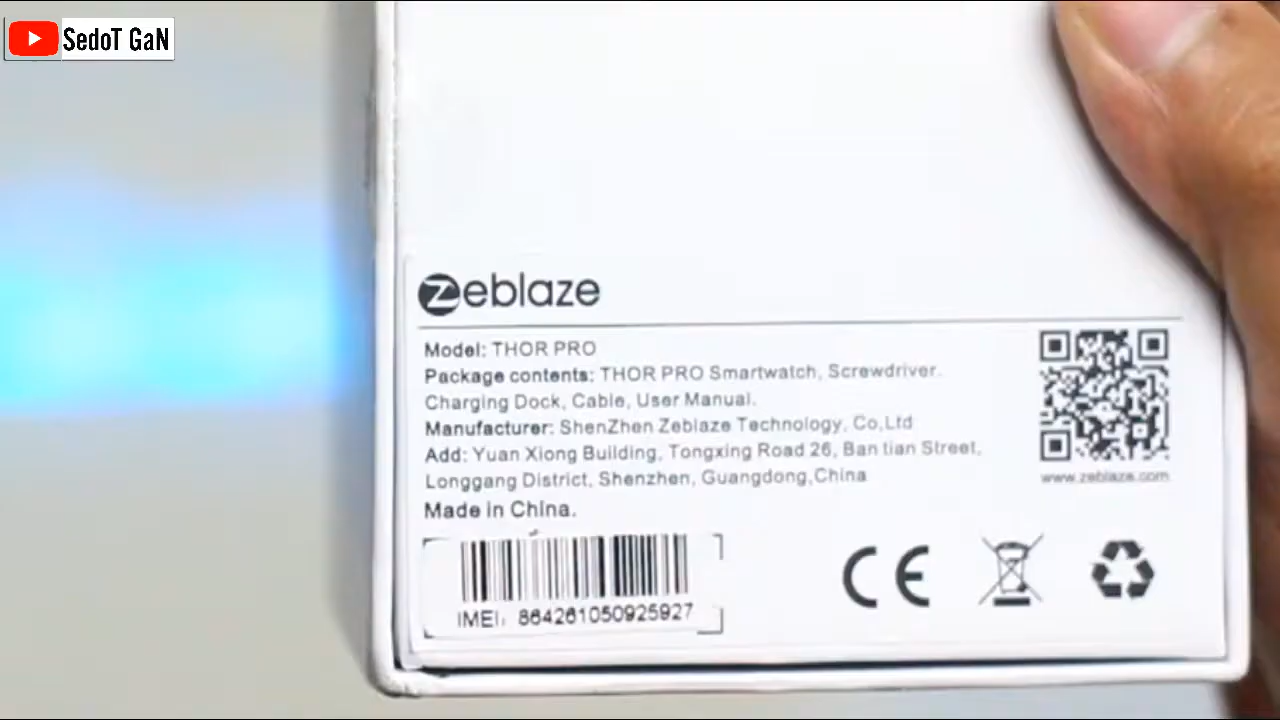 SedoT GaN
Zeblaze
Model: THOR PRO
Package contents: THOR PRO Smartwatch, Screwdriver.
Charging Dock, Cable, User Manual.
Manufacturer: ShenZhen Zeblaze Technology, Co,Ltd
Add: Yuan Xiong Building, Tongxing Road 26, Ban tian Street,
Longgang District, Shenzhen, Guangdong,China
Made in China.
www.zeblaze.com
IMEI: 864261050925927
CE